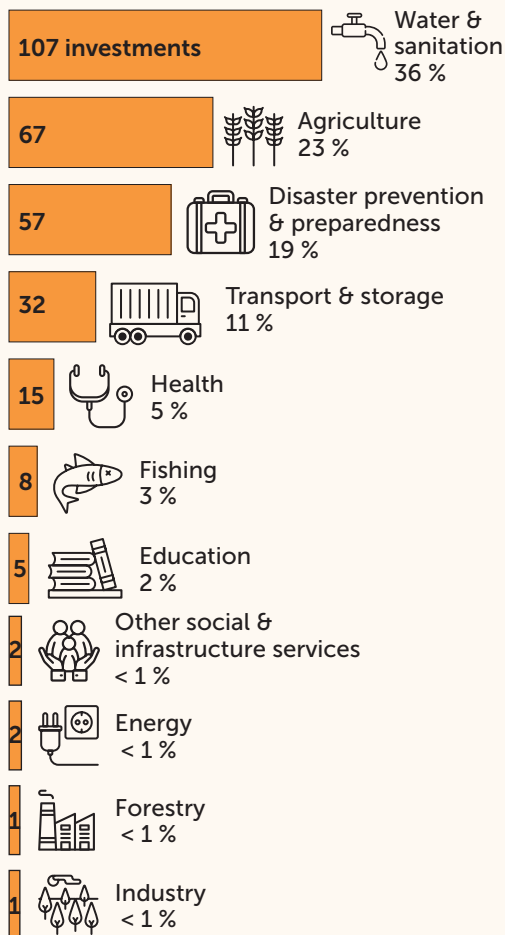 107 investments
Water &
sanitation
36 %
67
Agriculture
23 %
57
Disaster prevention
& preparedness
19 %
32
Transport & storage
11 %
15
Health
5 %
8
Fishing
3 %
5
Education
2 %
2
Other social &
infrastructure services
< 1 %
2
Energy
< 1 %
1
Forestry
< 1 %
1
Industry
< 1 %